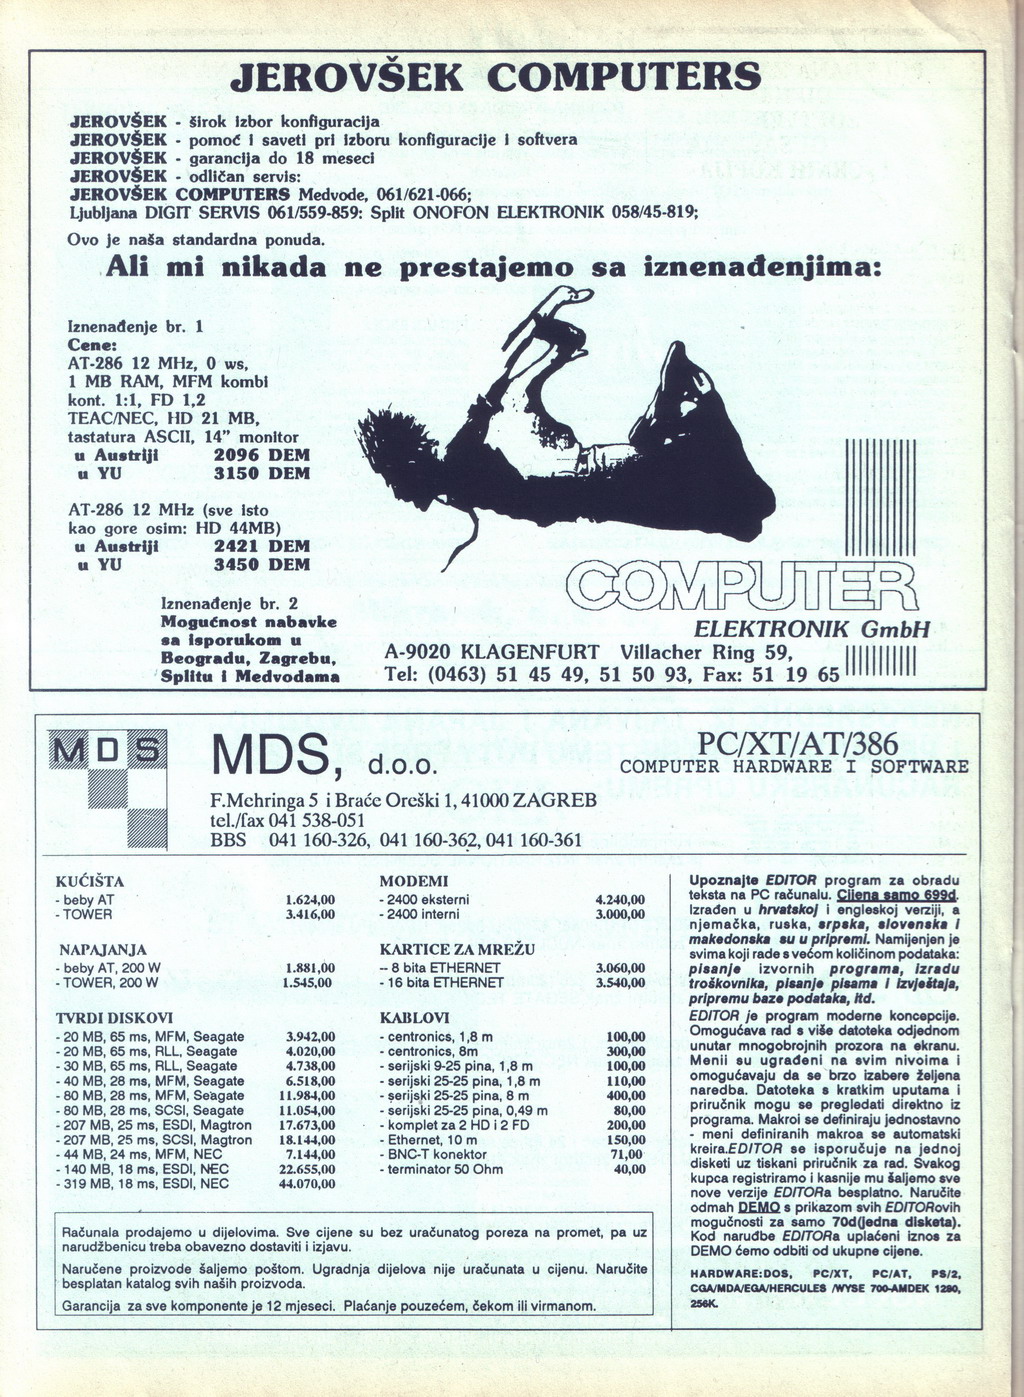 JEROVŠEK COMPUTERS
JEROVŠEK - širok izbor konfiguracija
JEROVŠEK - pomoć i saveti pri izboru konfiguracije i softvera
JEROVŠEK - garancija do 18 meseci
JEROVŠEK - odličan servis:
JEROVŠEK COMPUTERS Medvode, 061/621-066;
Ljubljana DIGIT SERVIS 061/559-859: Split ONOFON ELEKTRONIK 058/45-819;
Ovo je naša standardna ponuda.
Ali mi nikada ne prestajemo sa iznenađenjima:
Iznenađenje br. 1
Cene:
AT-286 12 MHz, 0 ws,
1 MB RAM, MFM kombi
kont. 1:1, FD 1,2
TEAC/NEC, HD 21 MB,
tastatura ASCII, 14” monitor
u Austriji 2096 DEM
u YU 3150 DEM
AT-286 12 MHz (sve isto
kao gore osim: HD 44MB)
u Austriji 2421 DEM
u YU 3450 DEM
Iznenađenje br. 2
Mogućnost nabavke
sa isporukom u
Beogradu, Zagrebu,
Splitu i Medvodama
COMPUTER
ELEKTRONIK GmbH
A-9020 KLAGENFURT Villacher Ring 59,
Tel: (0463) 51 45 49, 51 50 93, Fax: 51 19 65
MDS
MDS, d.o.o.
F.Mehringa 5 i Braće Oreški 1, 41000 ZAGREB
tel./fax 041 538-051
BBS 041 160-326, 041 160-362, 041 160-361
PC/XT/AT/386
COMPUTER HARDWARE I SOFTWARE
KUĆIŠTA
- beby AT 1.624,00
- TOWER 3.416,00
NAPAJANJA
- beby AT, 200 W 1.881,00
- TOWER, 200 W 1.545,00
TVRDI DISKOVI
- 20 MB, 65 ms, MFM, Seagate 3.942,00
- 20 MB, 65 ms, RLL, Seagate 4.020,00
- 30 MB, 65 ms, RLL, Seagate 4.738,00
- 40 MB, 28 ms, MFM, Seagate 6.518,00
- 80 MB, 28 ms, MFM, Seagate 11.984,00
- 80 MB, 28 ms, SCSI, Seagate 11.054,00
- 207 MB, 25 ms, ESDI, Magtron 17.673,00
- 207 MB, 25 ms, SCSI, Magtron 18.144,00
- 44 MB, 24 ms, MFM, NEC 7.144,00
- 140 MB, 18 ms, ESDI, NEC 22.655,00
- 319 MB, 18 ms, ESDI, NEC 44.070,00
MODEMI
- 2400 eksterni 4.240,00
- 2400 interni 3.000,00
KARTICE ZA MREŽU
-- 8 bita ETHERNET 3.060,00
- 16 bita ETHERNET 3.540,00
KABLOVI
- centronics, 1,8 m 100,00
- centronics, 8m 300,00
- serijski 9-25 pina, 1,8 m 100,00
- serijski 25-25 pina, 1,8 m 110,00
- serijski 25-25 pina, 8 m 400,00
- serijski 25-25 pina, 0,49 m 80,00
- komplet za 2 HD i 2 FD 200,00
- Ethernet, 10 m 150,00
- BNC-T konektor 71,00
- terminator 50 Ohm 40,00
Računala prodajemo u dijelovima. Sve cijene su bez uračunatog poreza na promet, pa uz
narudžbenicu treba obavezno dostaviti i izjavu.
Naručene proizvode šaljemo poštom. Ugradnja dijelova nije uračunata u cijenu. Naručite
besplatan katalog svih naših proizvoda.
Garancija za sve komponente je 12 mjeseci. Plaćanje pouzećem, čekom ili virmanom.
Upoznajte EDITOR program za obradu
teksta na PC računalu. Cijena samo 699d.
Izrađen u hrvatskoj i engleskoj verziji, a
njemačka, ruska, srpska, slovenska i
makedonska su u pripremi. Namijenjen je
svima koji rade s većom količinom podataka:
pisanje izvornih programa, izradu
troškovnika, pisanje pisama i izvještaja,
pripremu baze podataka, itd.
EDITOR je program moderne koncepcije.
Omogućava rad s više datoteka odjednom
unutar mnogobrojnih prozora na ekranu.
Menii su ugrađeni na svim nivoima i
omogućavaju da se brzo izabere željena
naredba. Datoteka s kratkim uputama i
priručnik mogu se pregledati direktno iz
programa. Makroi se definiraju jednostavno
- meni definiranih makroa se automatski
kreira.EDITOR se isporučuje na jednoj
disketi uz tiskani priručnik za rad. Svakog
kupca registriramo i kasnije mu šaljemo sve
nove verzije EDITORa besplatno. Naručite
odmah DEMO s prikazom svih EDITORovih
mogućnosti za samo 70d(jedna disketa).
Kod narudbe EDITORa uplaćeni iznos za
DEMO ćemo odbiti od ukupne cijene.
HARDWARE:DOS, PC/XT, PC/AT, PS/2,
CGA/MDA/EGA/HERCULES /WYSE 700-AMDEK 1280,
256K.